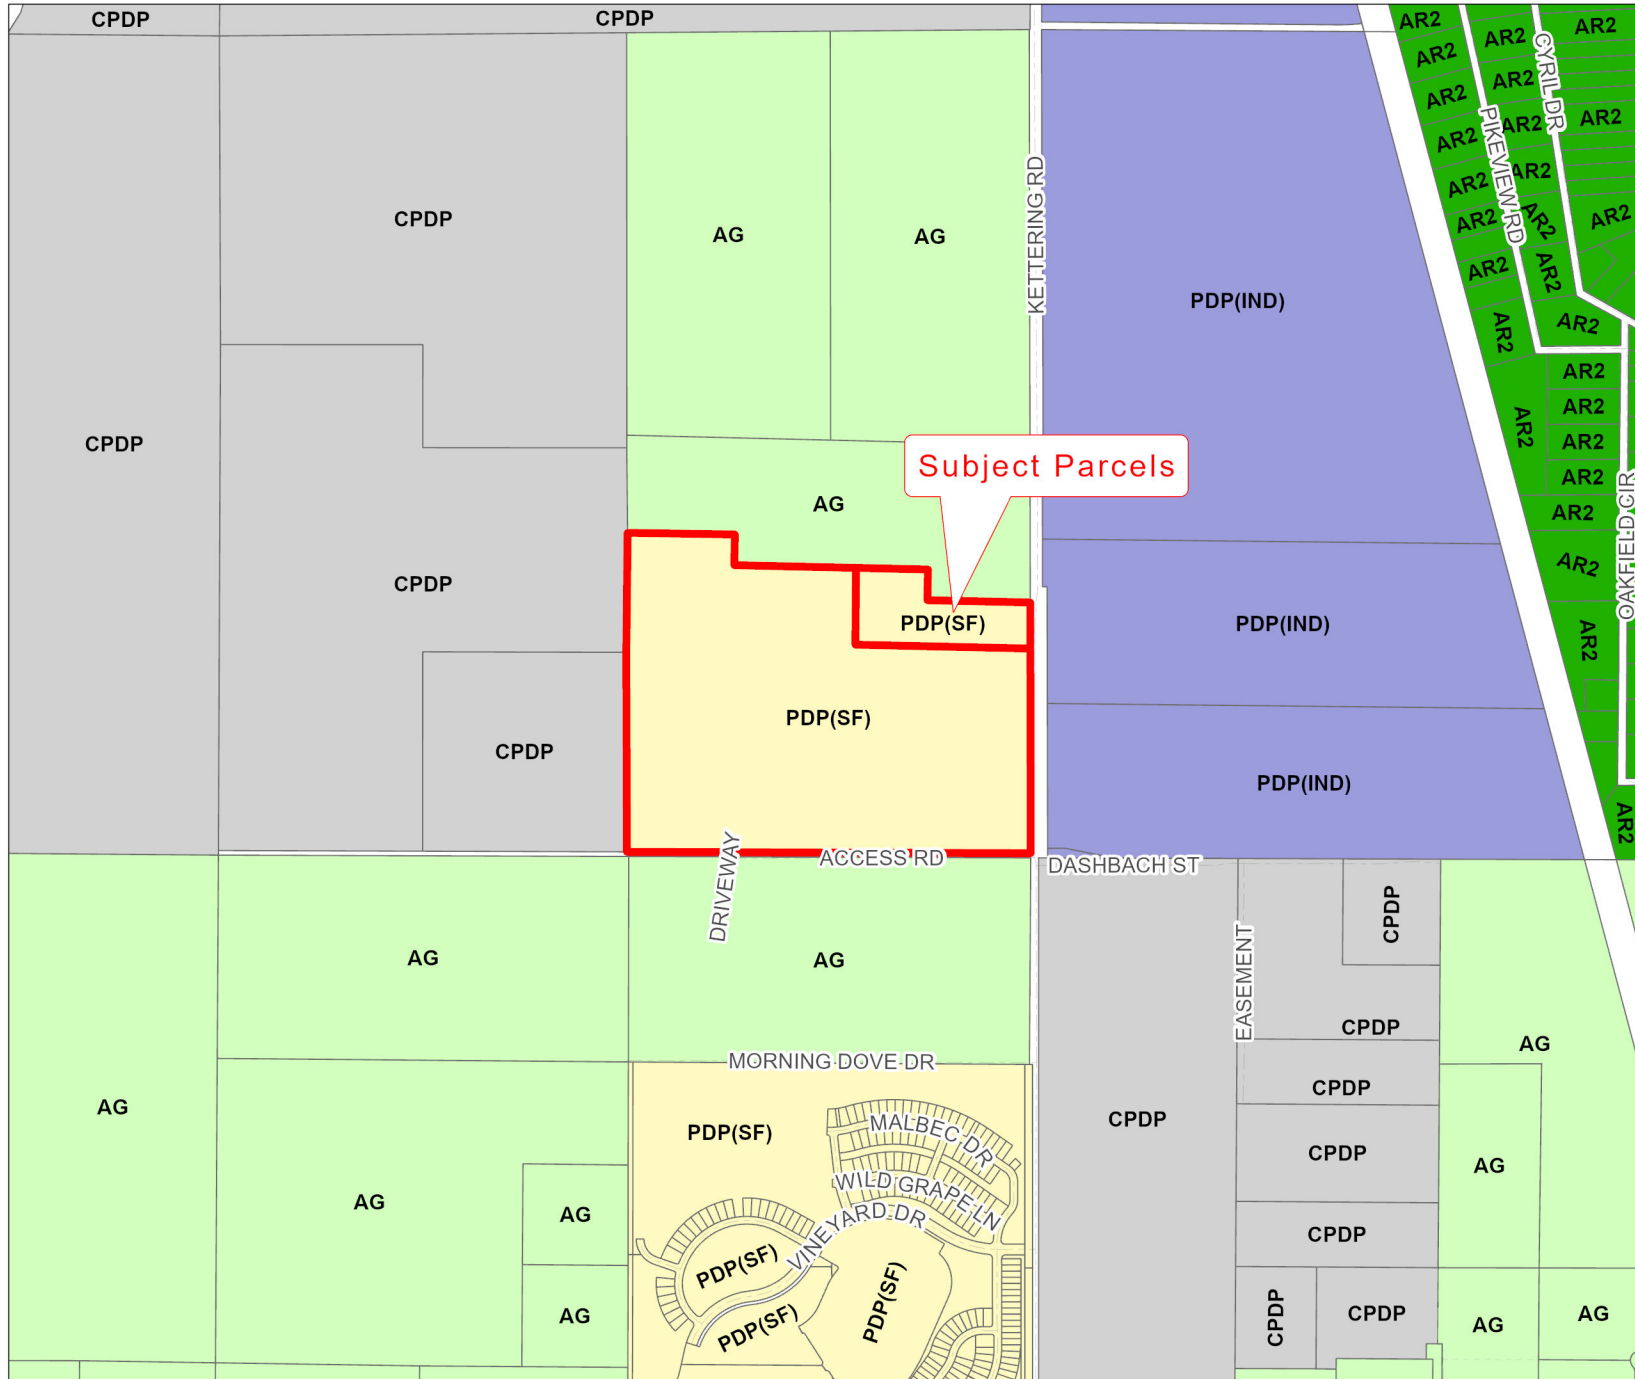 CPDP
CPDP
AR2
AR2
AR2
AR2
AR2
AR2
CYRIL DR
AR2
PIKEVIEW RD
AR2
AR2
AR2
AR2
AR2
AR2
AR2
AR2
AR2
AR2
AR2
AR2
AR2
CPDP
AG
AG
KETTERING RD
PDP(IND)
AR2
AR2
AR2
AR2
AR2
AR2
CPDP
Subject Parcels
AG
OAKFIELD CIR
AR2
CPDP
PDP(SF)
PDP(IND)
AR2
PDP(SF)
CPDP
PDP(IND)
AR2
DRIVEWAY
ACCESS RD
DASHBACH ST
AG
AG
CPDP
EASEMENT
CPDP
AG
MORNING DOVE DR
AG
CPDP
CPDP
PDP(SF)
MALBEC DR
CPDP
AG
WILD GRAPE LN
AG
AG
VINEYARD DR
CPDP
PDP(SF)
PDP(SF)
PDP(SF)
AG
CPDP
CPDP
AG
AG